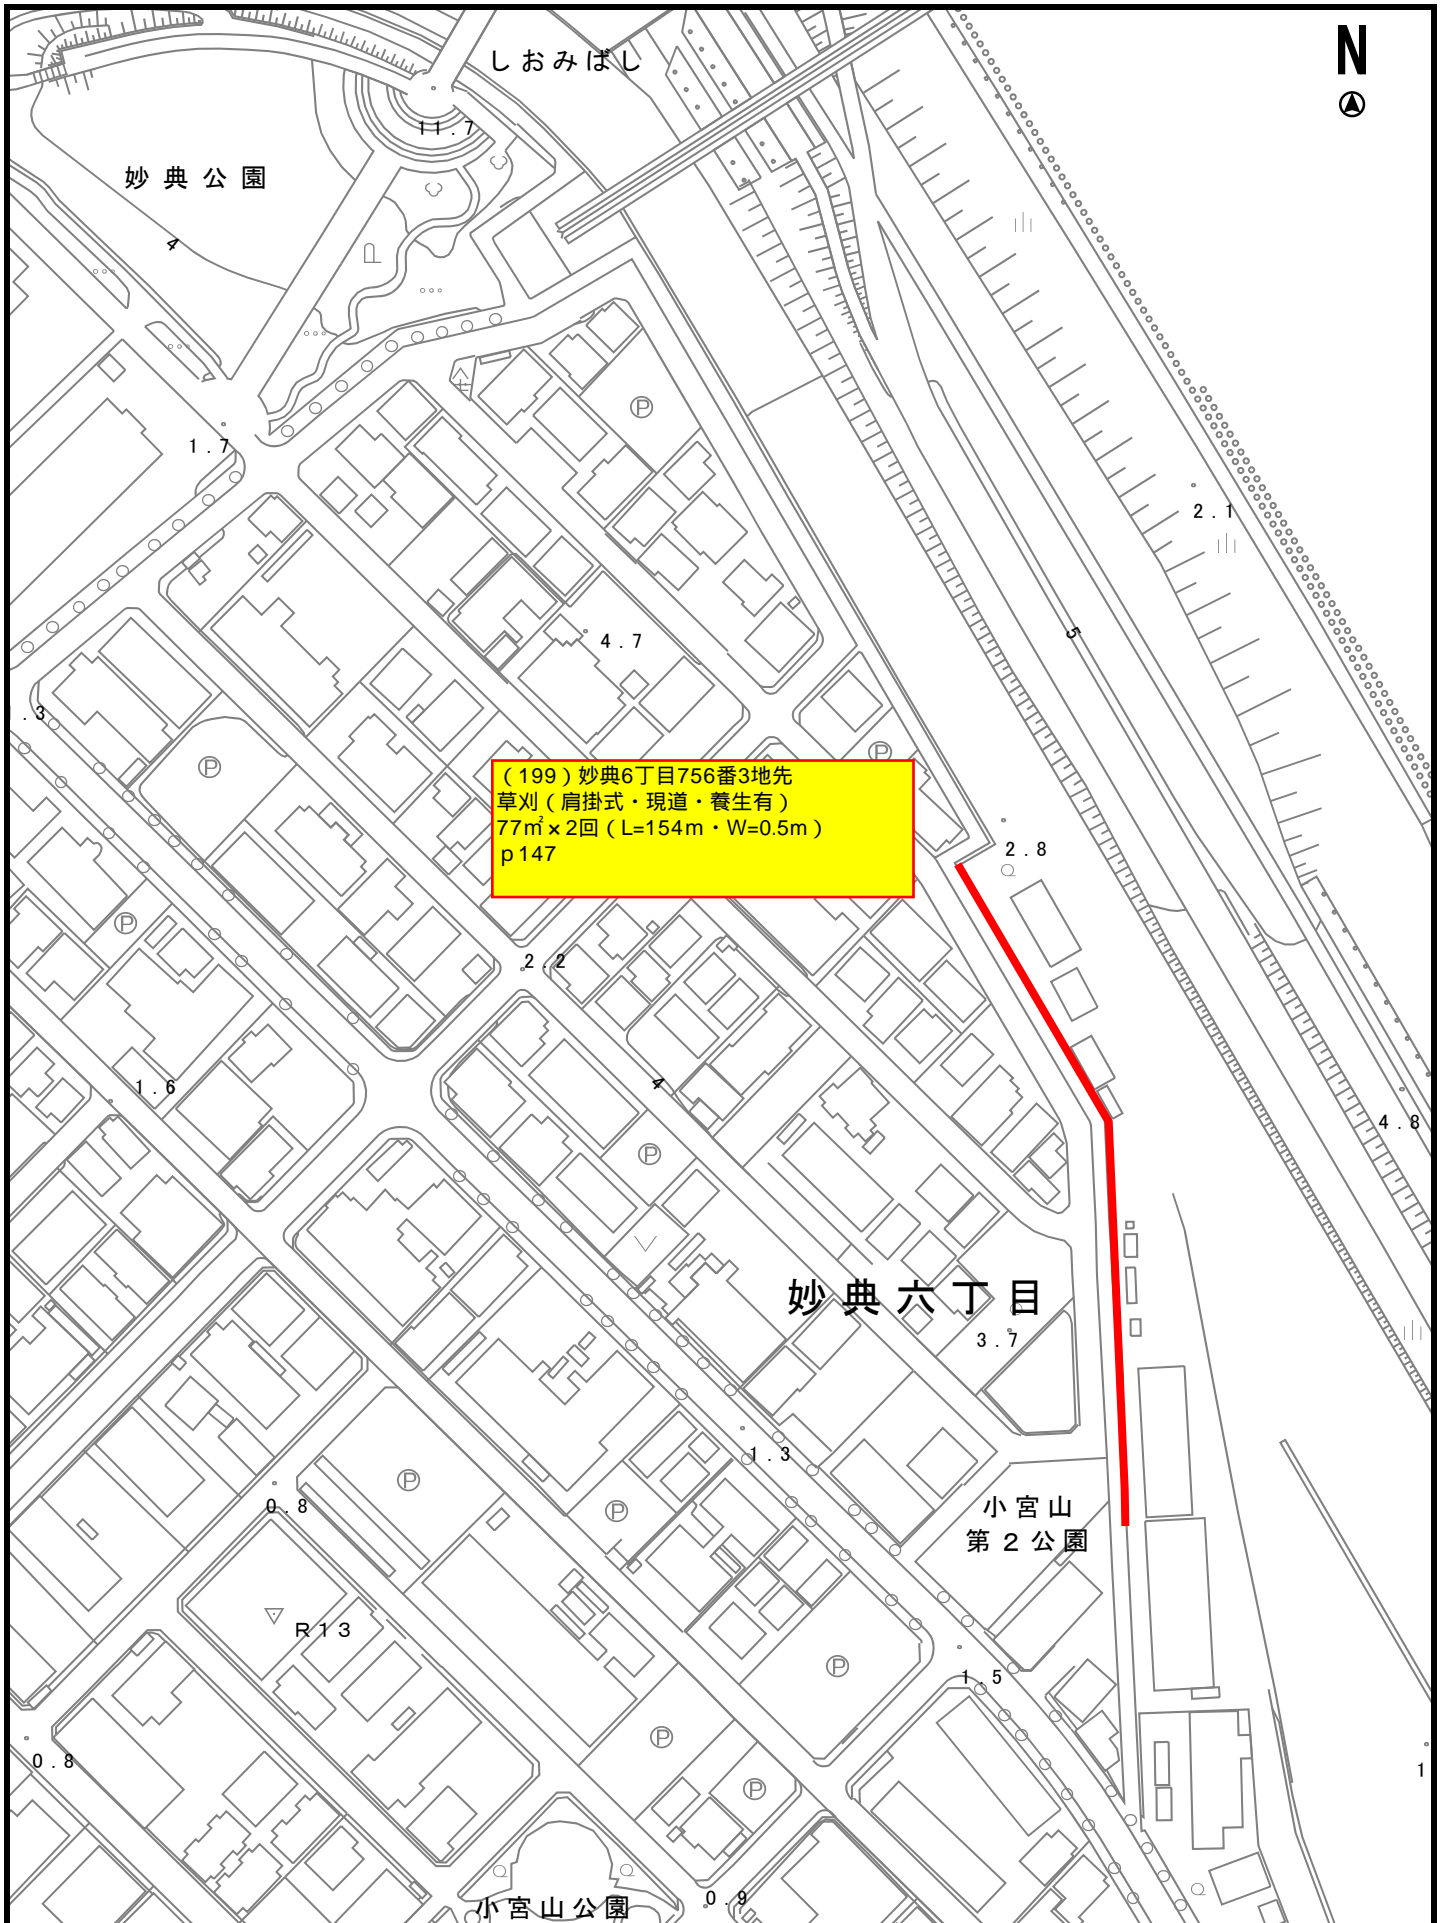 N
しおみばし
11.7
妙典公園
4
1.7
P
2.1
5
4.7
.3
P
P
(199)妙典6丁目756番3地先
草刈(肩掛式・現道・養生有)
77㎡×2回(L=154m・W=0.5m)
p147
2.8
P
2.2
1.6
4
4.8
P
妙典六丁目
3.7
1.3
P
0.8
P
小宮山
第2公園
R13
P
1.5
P
0.8
P
1
小宮山公園
0.9